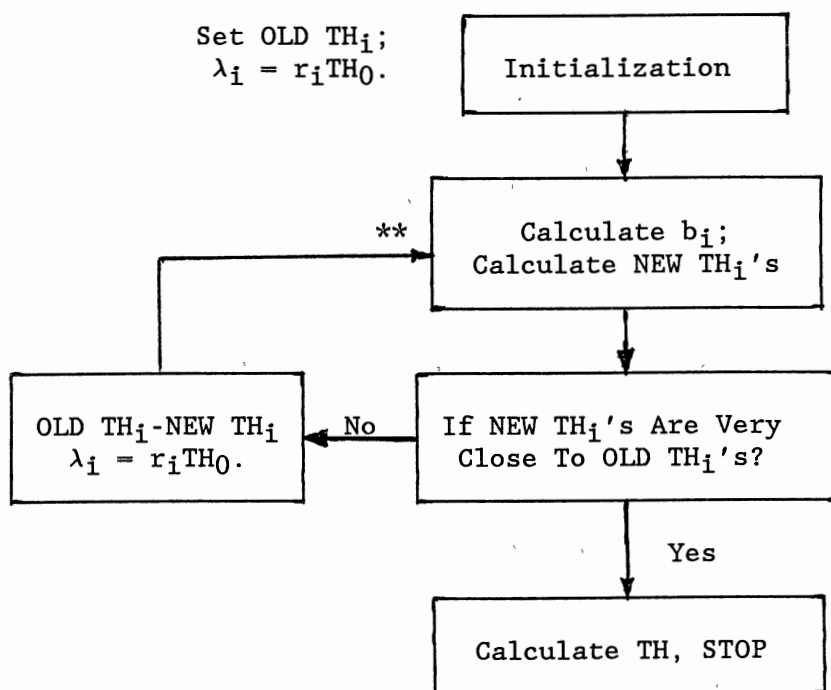 Set OLD THᵢ;
λᵢ = rᵢTH₀.
Initialization
**
Calculate bᵢ;
Calculate NEW THᵢ's
OLD THᵢ-NEW THᵢ
λᵢ = rᵢTH₀.
No
If NEW THᵢ's Are Very
Close To OLD THᵢ's?
Yes
Calculate TH, STOP